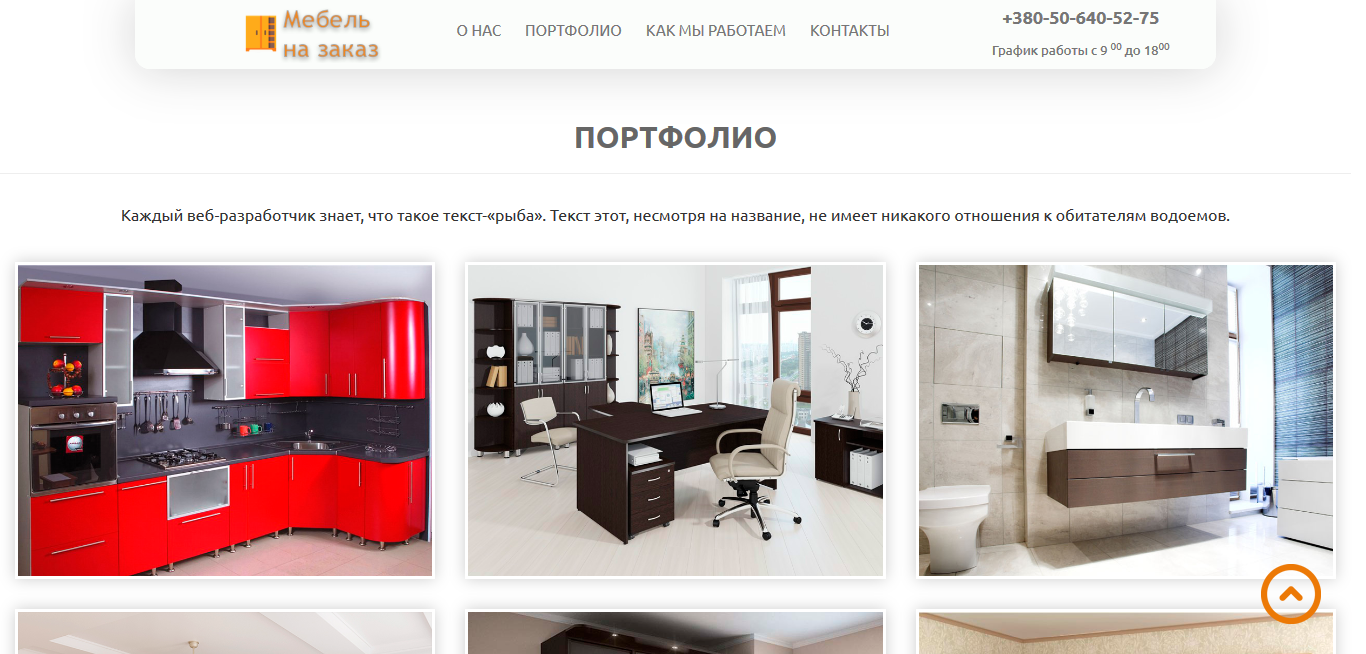 Мебель
на заказ
О НАС ПОРТФОЛИО КАК МЫ РАБОТАЕМ КОНТАКТЫ
+380-50-640-52-75
График работы с 9 00 до 1800
ПОРТФОЛИО
Каждый веб-разработчик знает, что такое текст-«рыба». Текст этот, несмотря на название, не имеет никакого отношения к обитателям водоемов.